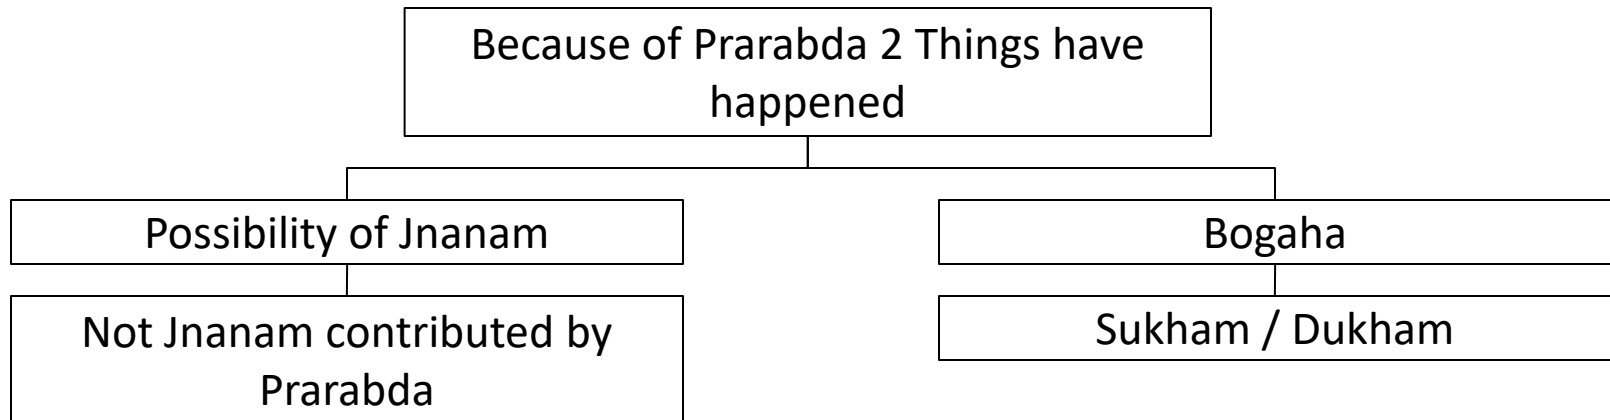 Because of Prarabda 2 Things have
happened
Possibility of Jnanam
Bogaha
Not Jnanam contributed by
Prarabda
Sukham / Dukham